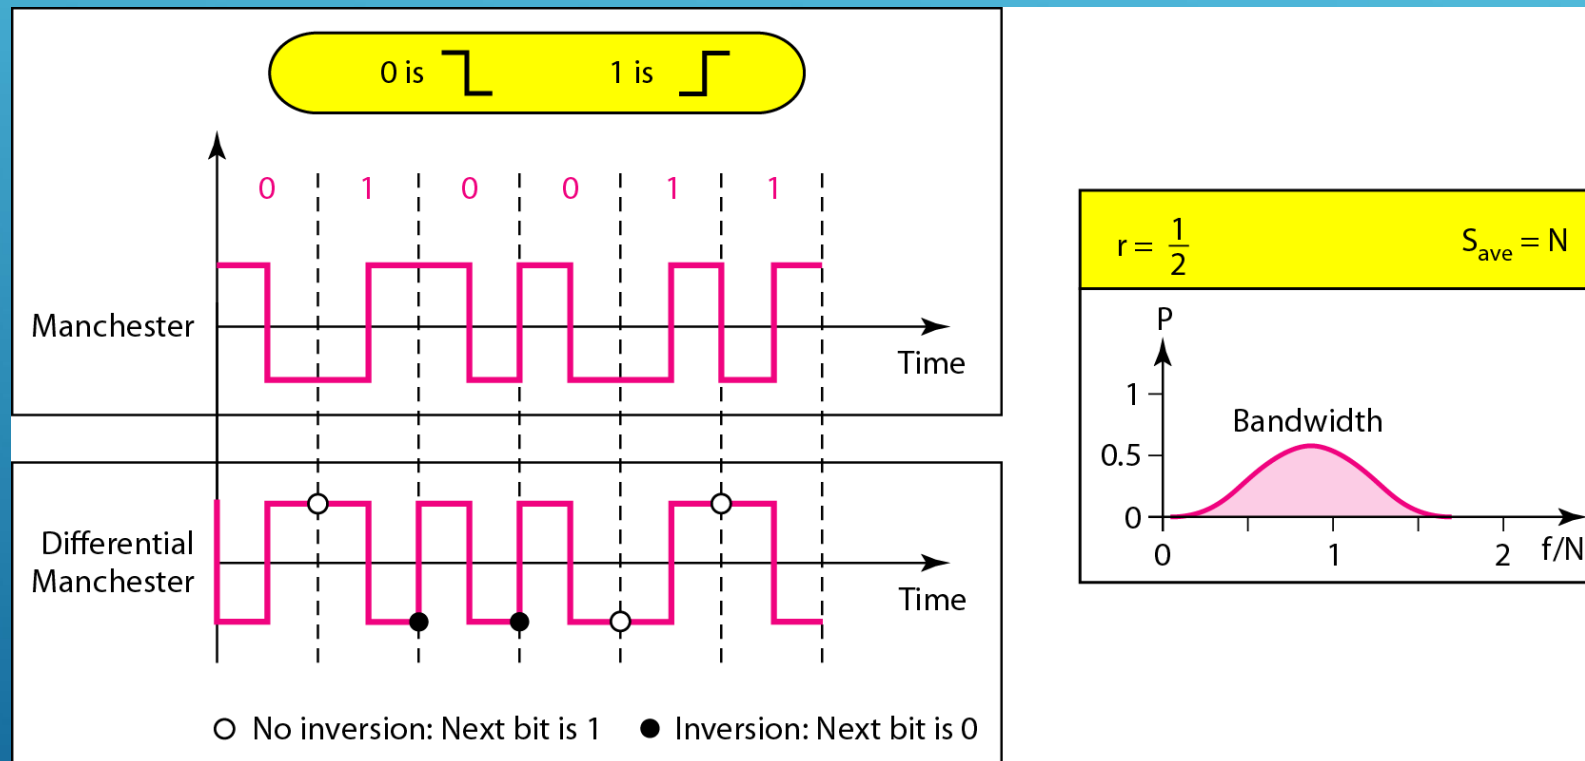 0 is 1 is
0 1 0 0 1 1
Manchester
Time
Differential
Manchester
Time
No inversion: Next bit is 1 Inversion: Next bit is 0
r = 1/2 Save = N
P
1
Bandwidth
0.5
0
0 1 2 f/N